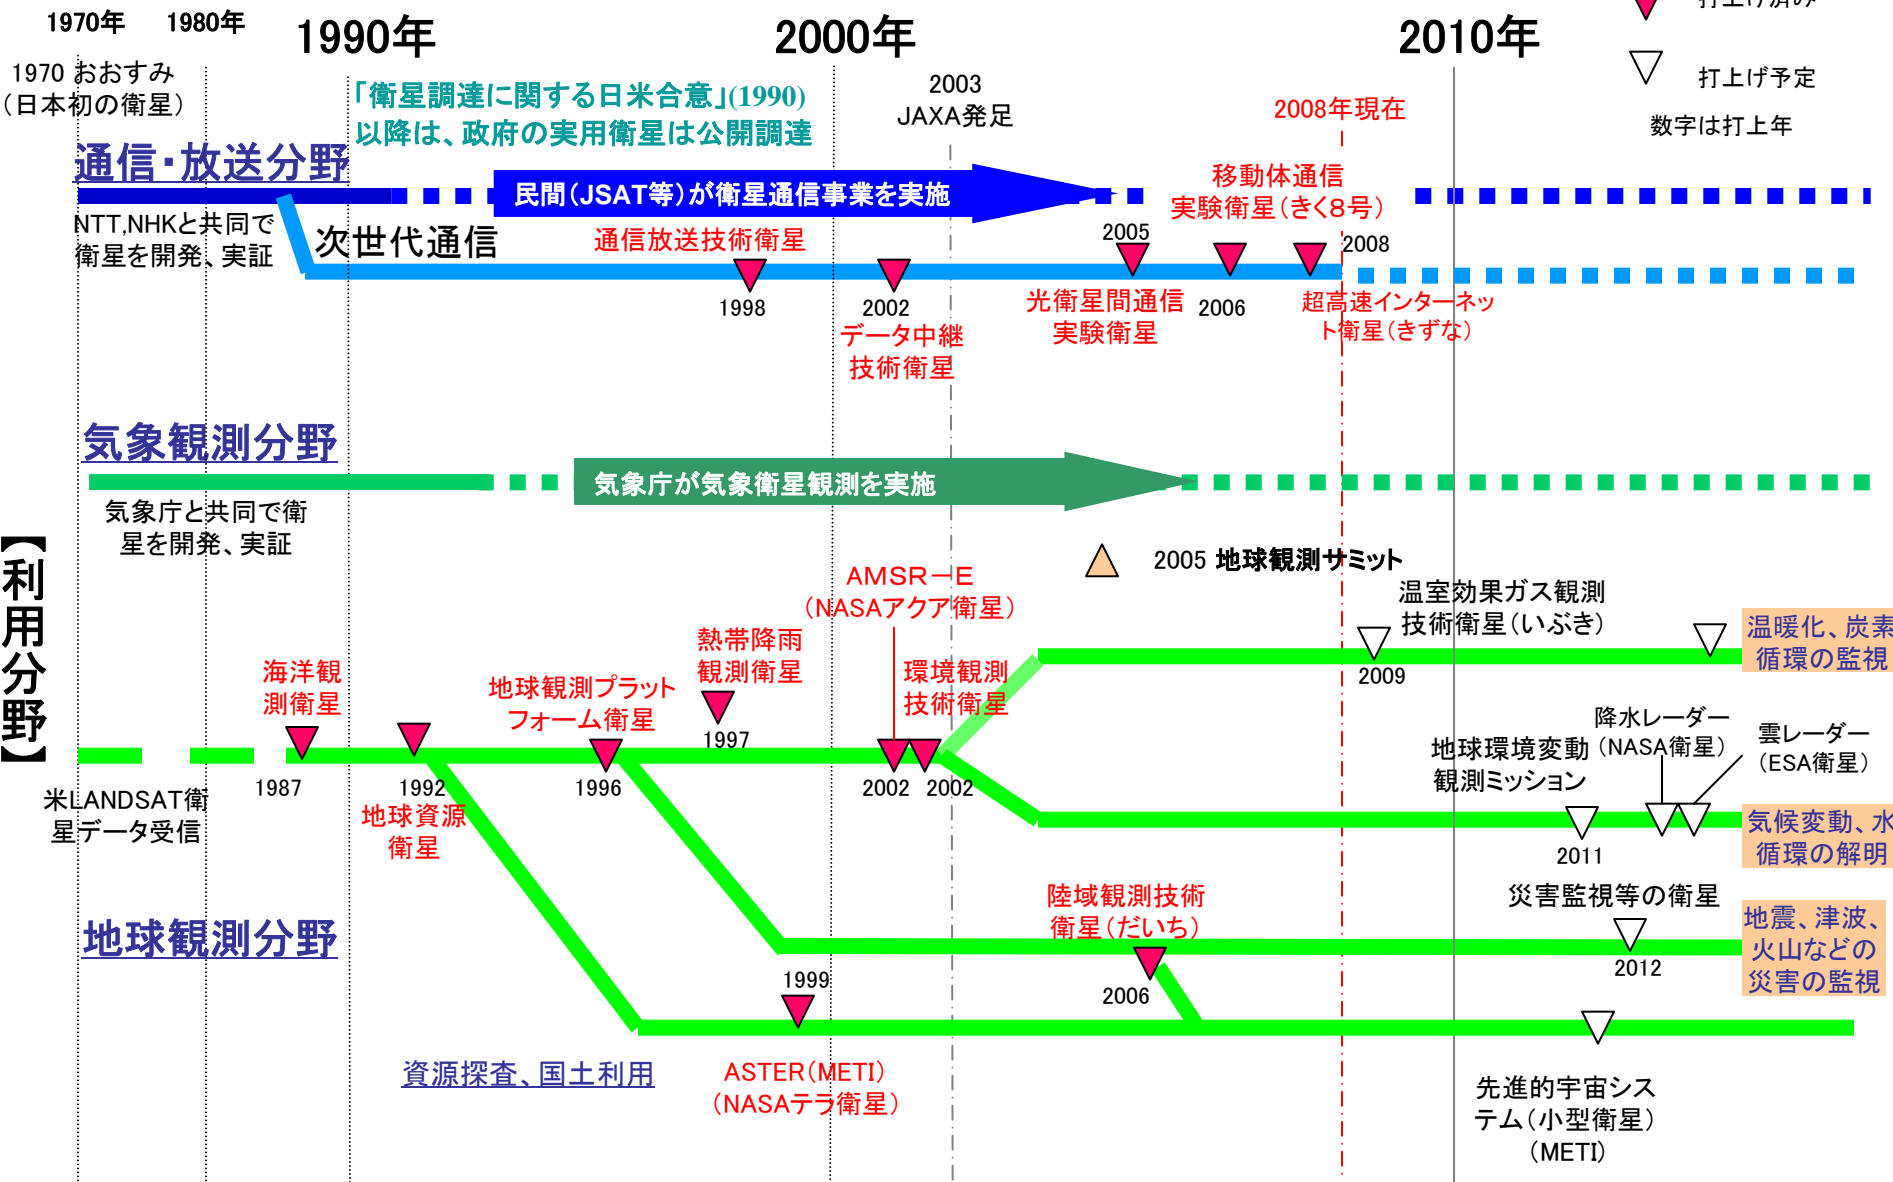 1970年
1980年
1990年
2000年
2010年
打上げ済み
打上げ予定
数字は打上年
1970 おおすみ
（日本初の衛星）
「衛星調達に関する日米合意」(1990)
以降は、政府の実用衛星は公開調達
2003
JAXA発足
2008年現在
通信・放送分野
民間（JSAT等）が衛星通信事業を実施
移動体通信
実験衛星（きく８号）
NTT,NHKと共同で
衛星を開発、実証
次世代通信
通信放送技術衛星
2005
2008
1998
2002
データ中継
技術衛星
光衛星間通信
実験衛星
2006
超高速インターネッ
ト衛星（きずな）
気象観測分野
気象庁が気象衛星観測を実施
気象庁と共同で衛
星を開発、実証
【利用分野】
2005 地球観測サミット
AMSR－E
（NASAアクア衛星）
温室効果ガス観測
技術衛星（いぶき）
2009
温暖化、炭素
循環の監視
海洋観
測衛星
地球観測プラット
フォーム衛星
熱帯降雨
観測衛星
1997
環境観測
技術衛星
1987
1992
地球資源
衛星
1996
2002
2002
米LANDSAT衛
星データ受信
地球環境変動
観測ミッション
降水レーダー
（NASA衛星）
雲レーダー
（ESA衛星）
2011
気候変動、水
循環の解明
地球観測分野
陸域観測技術
衛星（だいち）
2006
災害監視等の衛星
2012
地震、津波、
火山などの
災害の監視
1999
資源探査、国土利用
ASTER（METI）
（NASAテラ衛星）
先進的宇宙シス
テム（小型衛星）
（METI）